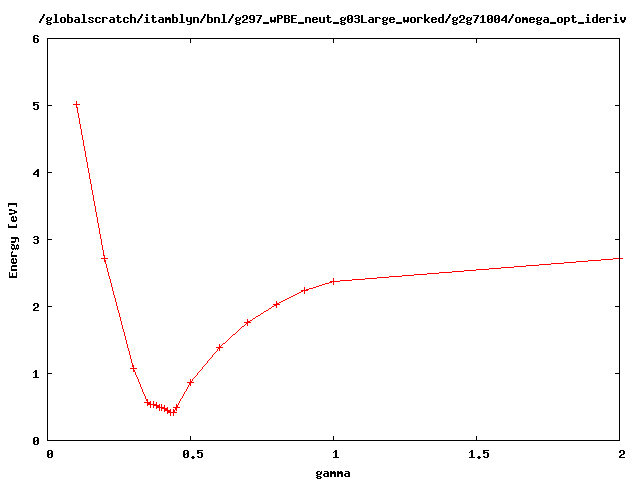 /globalscratch/itamblyn/bnl/g297_wPBE_neut_g03Large_worked/g2g71004/omega_opt_ideriv
6
5
4
3
2
1
0
Energy [eV]
0 0.5 1 1.5 2
gamma